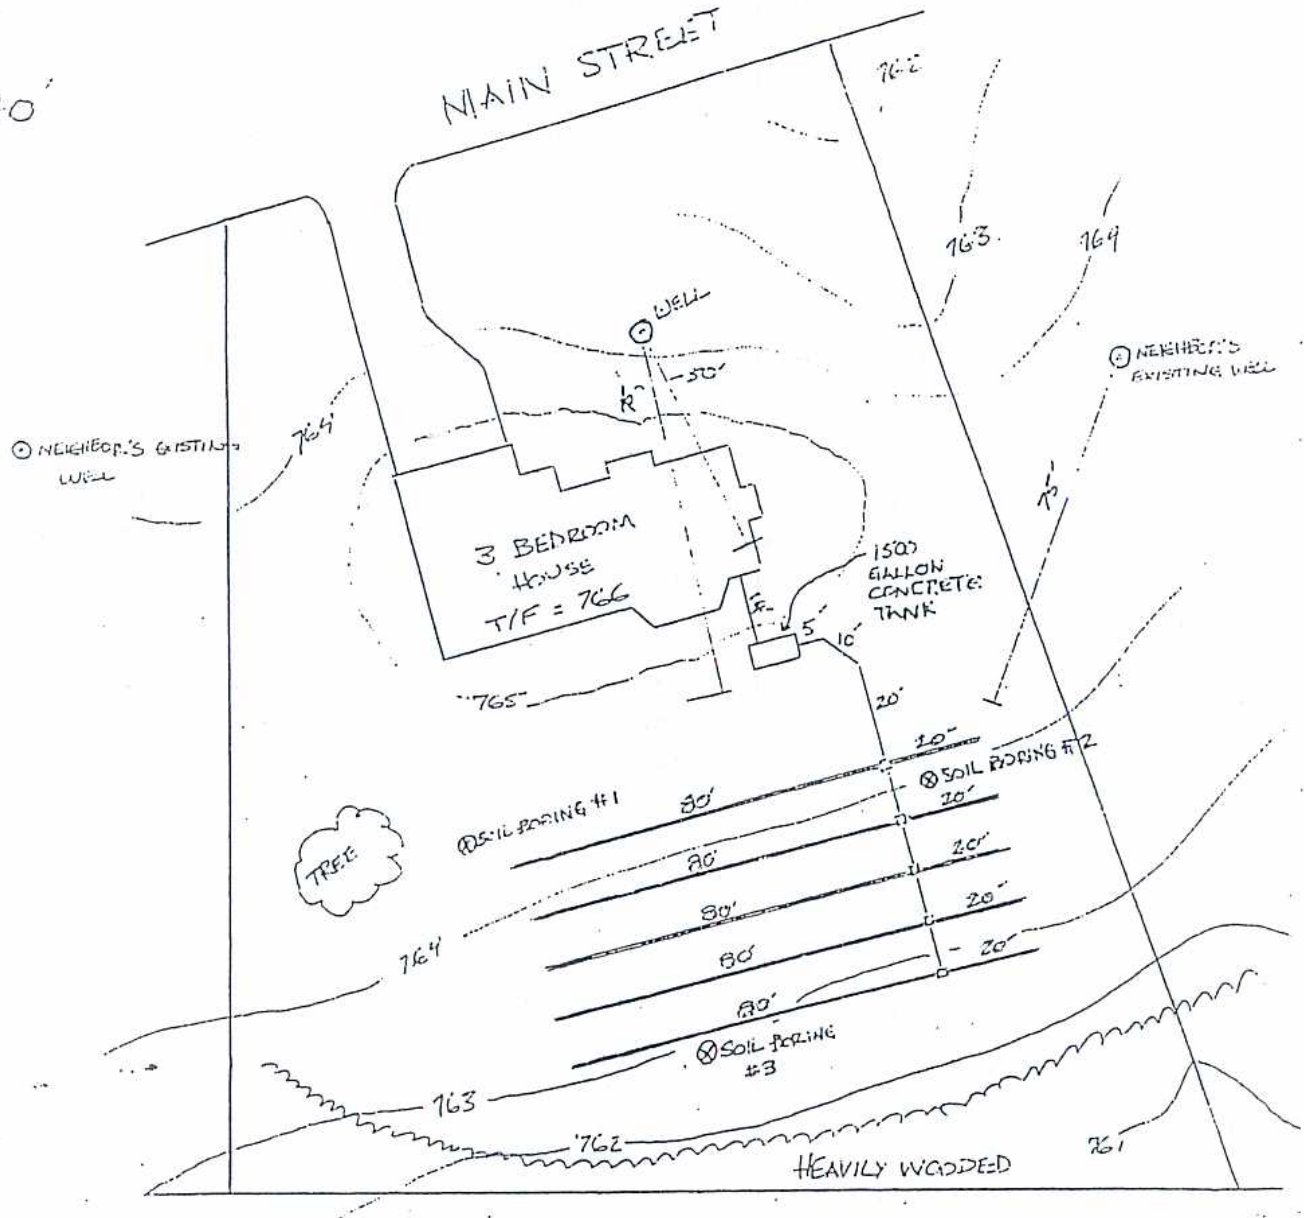 MAIN STREET
762
763
764
WELL
50'
NEIGHBOR'S
EXISTING WELL
764
NEIGHBOR'S EXISTING
WELL
75'
3 BEDROOM
HOUSE
T/F = 766
1500
GALLON
CONCRETE
TANK
5'
10'
765
20'
20'
SOIL BORING #2
SOIL BORING #1
80'
20'
80'
20'
TREE
80'
20'
764
80'
20'
80'
SOIL BORING
#3
763
762
761
HEAVILY WOODED